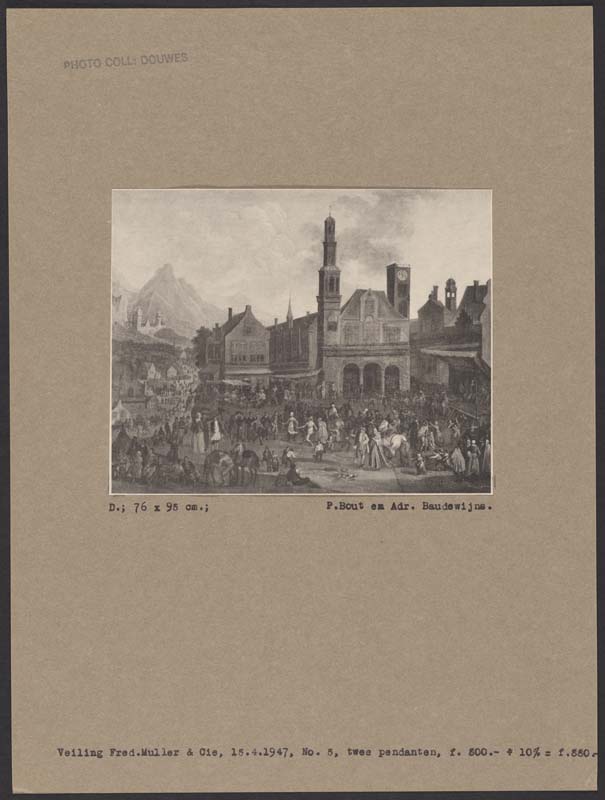 PHOTO COLL: DOUWES
D.; 76 x 95 cm.;
P.Bout en Adr. Baudewijns.
Veiling Fred.Muller & Cie, 15.4.1947, No. 5, twee pendanten, f. 500.- + 10% = f.550.-